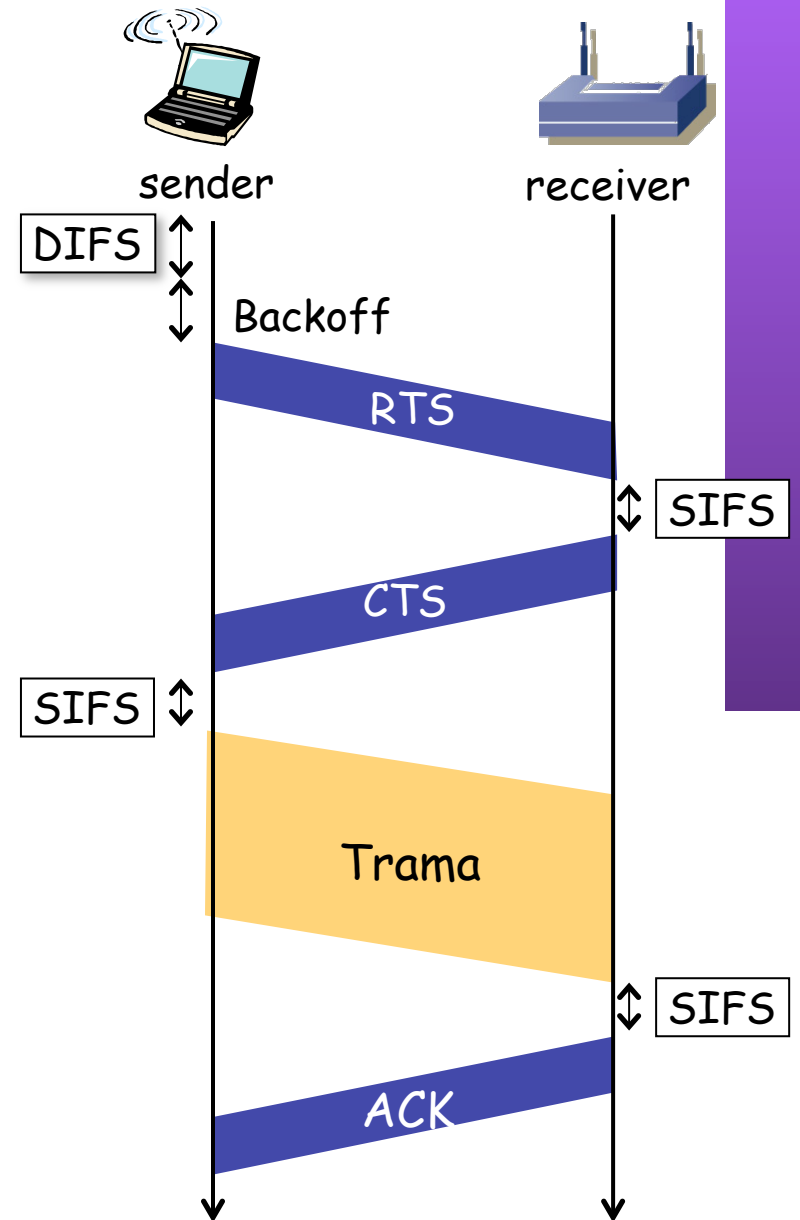 sender
receiver
DIFS
Backoff
RTS
SIFS
CTS
SIFS
Trama
SIFS
ACK